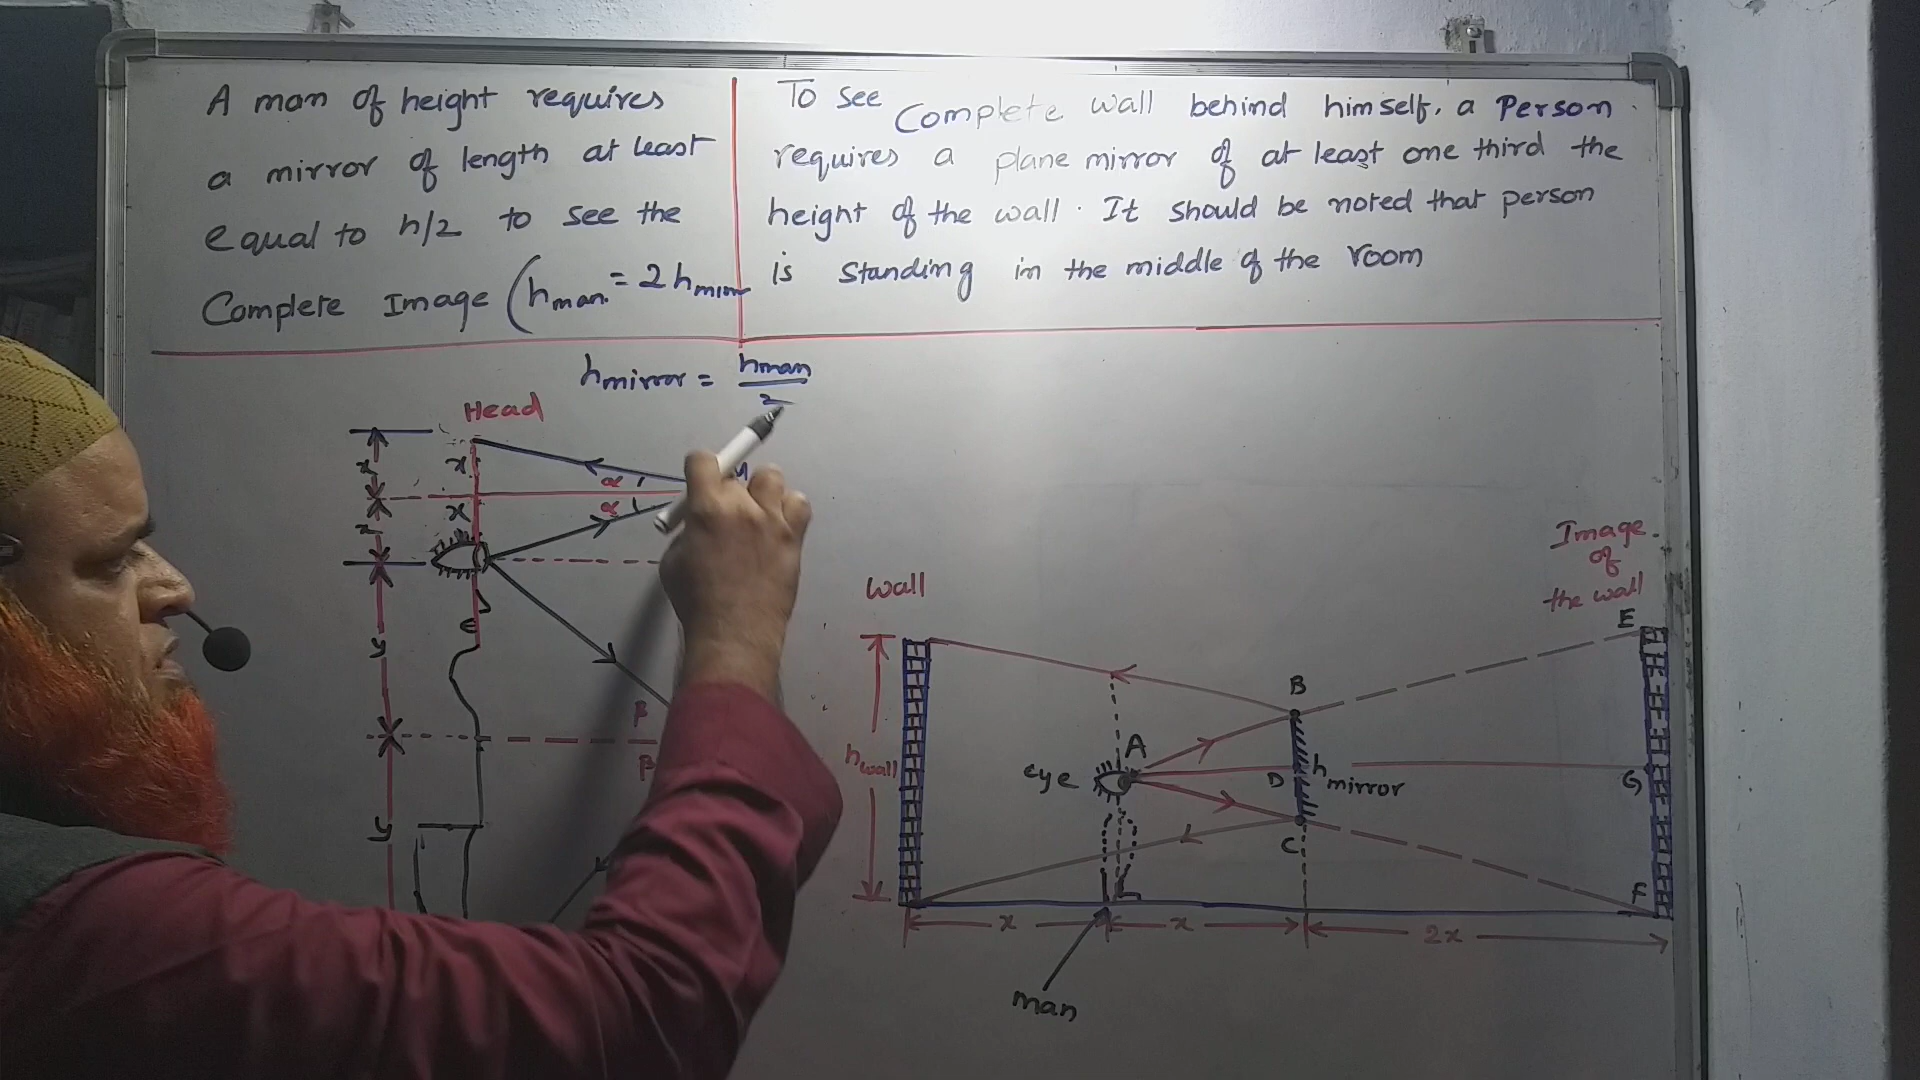 A man of height requires
a mirror of length at least
equal to h/2 to see the
Complete Image (hman. = 2 hmirr
To see Complete wall behind himself, a Person
requires a plane mirror of at least one third the
height of the wall. It should be noted that person
is standing in the middle of the room
hmirror = hman
2
Head
x
x
x
x
α
α
M
y
β
β
y
Image
of
the wall
E
wall
B
A
eye
hwall
D
h mirror
G
C
F
x
x
2x
man